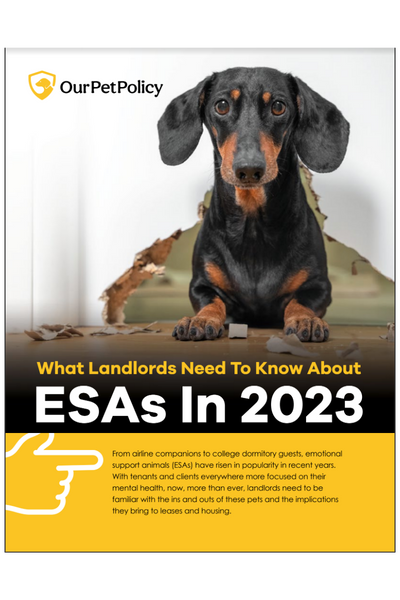 OurPetPolicy
What Landlords Need To Know About
ESAs In 2023
From airline companions to college dormitory guests, emotional
support animals (ESAs) have risen in popularity in recent years.
With tenants and clients everywhere more focused on their
mental health, now, more than ever, landlords need to be
familiar with the ins and outs of these pets and the implications
they bring to leases and housing.